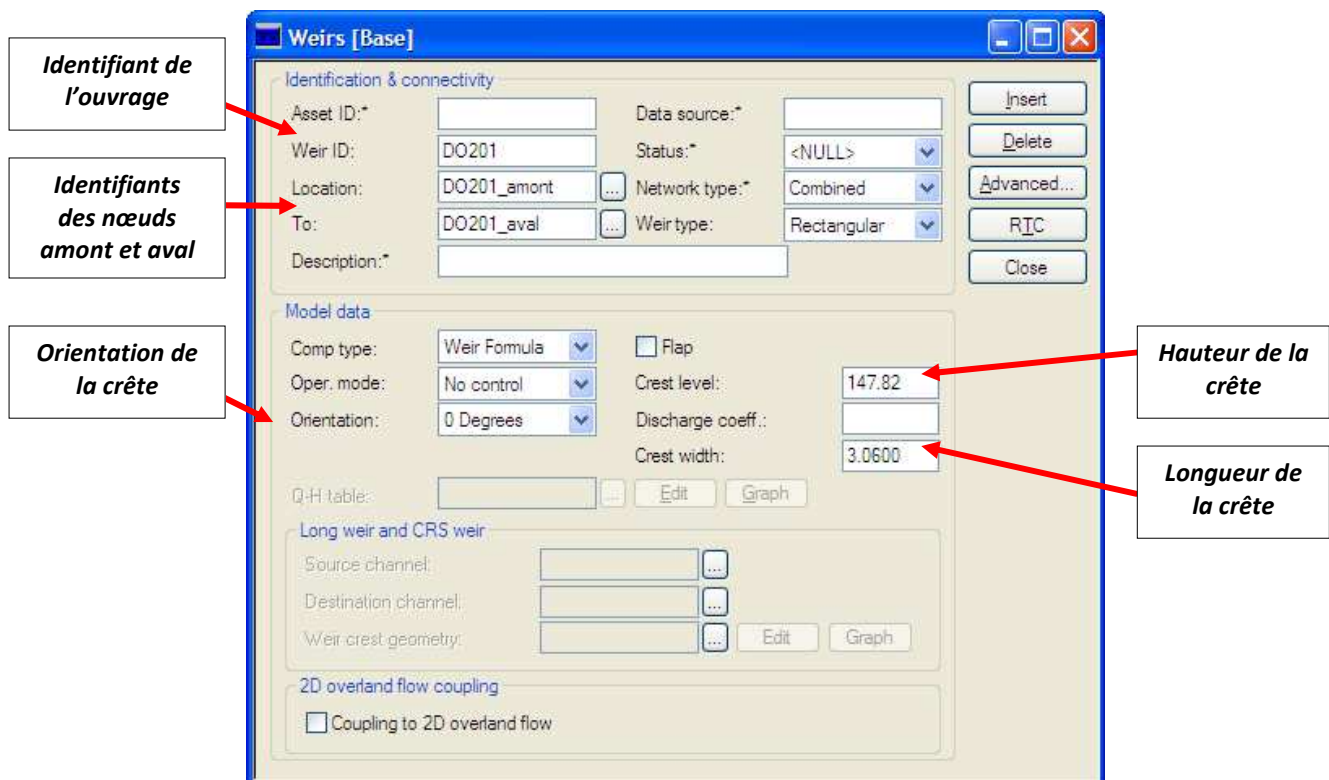 Weirs [Base]
Identifiant de
l'ouvrage
Identifiants
des nœuds
amont et aval
Orientation de
la crête
Identification & connectivity
Asset ID:*
Data source:*
Weir ID: DO201
Status:* <NULL>
Location: DO201_amont ...
Network type:* Combined
To: DO201_aval ...
Weir type: Rectangular
Description:*
Insert
Delete
Advanced...
RTC
Close
Model data
Comp type: Weir Formula
Flap
Oper. mode: No control
Crest level: 147.82
Orientation: 0 Degrees
Discharge coeff.:
Crest width: 3.0600
Q-H table: ... Edit Graph
Long weir and CRS weir
Source channel: ...
Destination channel: ...
Weir crest geometry: ... Edit Graph
2D overland flow coupling
Coupling to 2D overland flow
Hauteur de la
crête
Longueur de
la crête